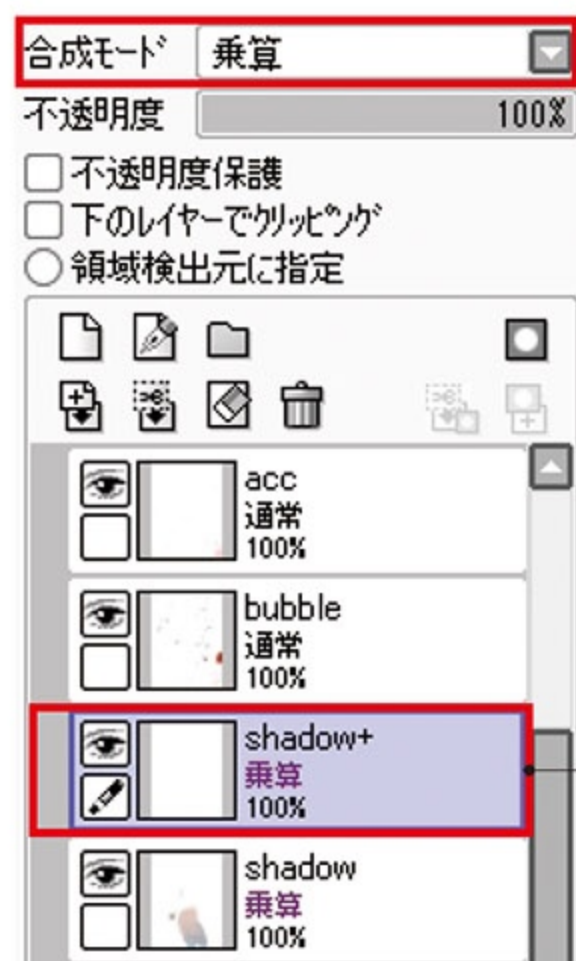 合成モード 乗算
不透明度 100%
不透明度保護
下のレイヤーでクリッピング
領域検出元に指定
acc
通常
100%
bubble
通常
100%
shadow+
乗算
100%
shadow
乗算
100%